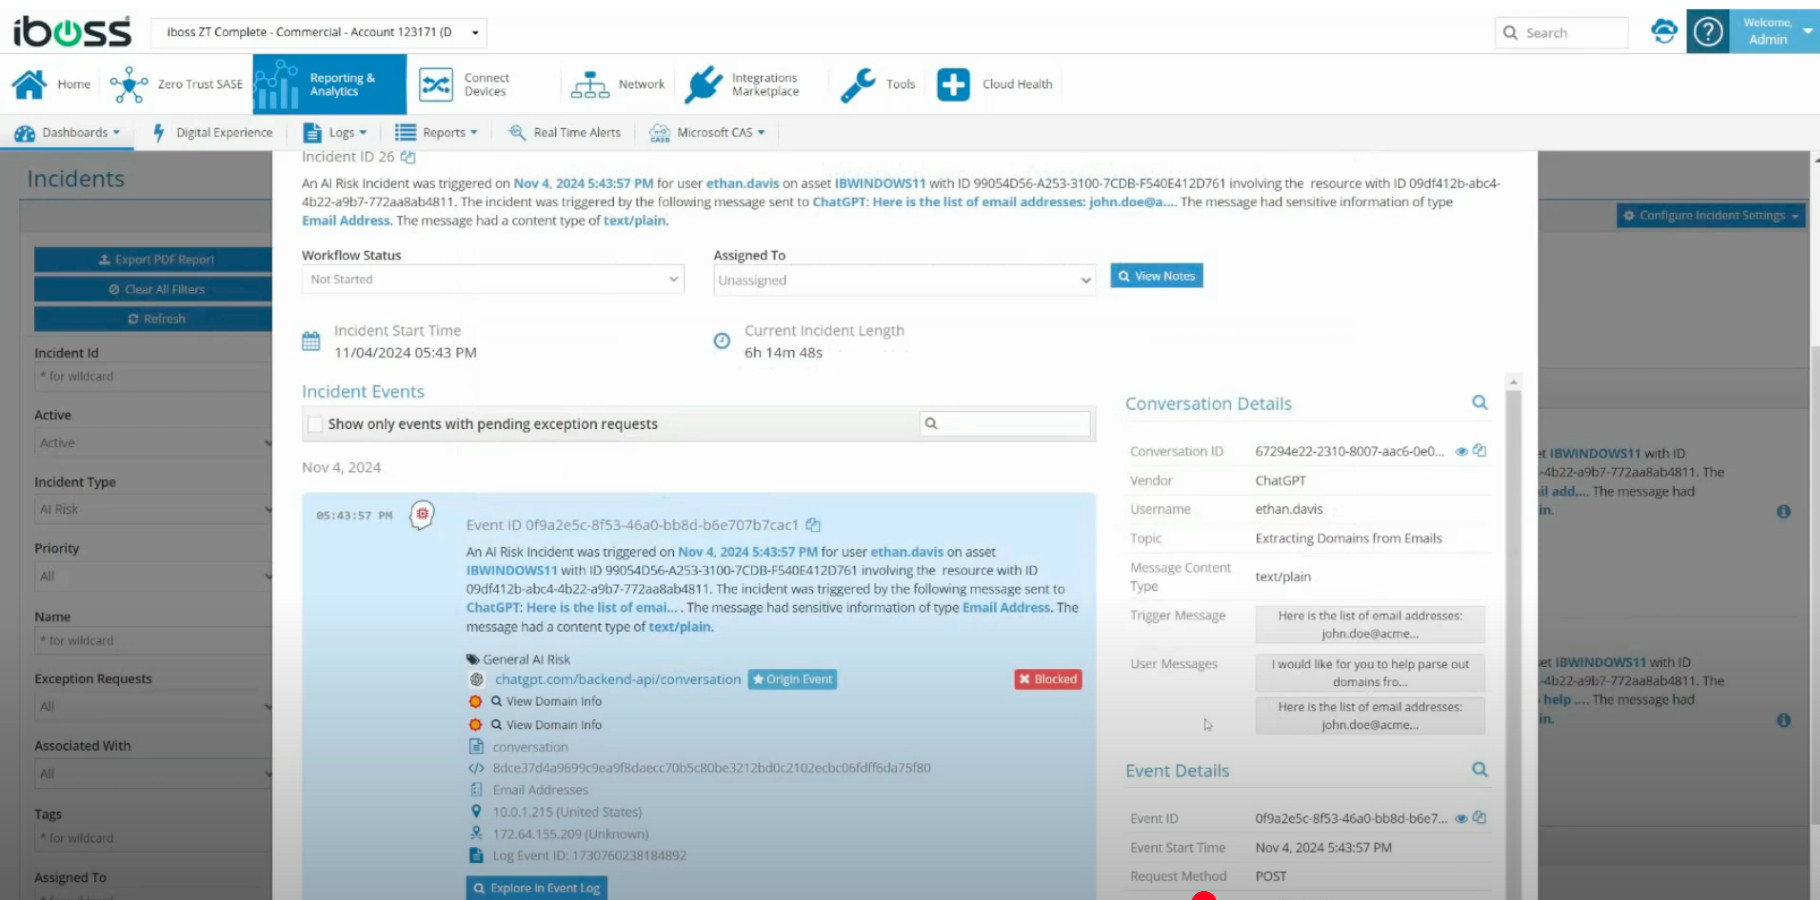 iboss
iboss ZT Complete - Commercial - Account 123171 (D
Search
Welcome, Admin
Home
Zero Trust SASE
Reporting & Analytics
Connect Devices
Network
Integrations Marketplace
Tools
Cloud Health
Dashboards
Digital Experience
Logs
Reports
Real Time Alerts
CASB
Microsoft CAS
Incidents
Configure Incident Settings
Export PDF Report
Clear All Filters
Refresh
Incident Id
* for wildcard
Active
Active
Incident Type
AI Risk
Priority
All
Name
* for wildcard
Exception Requests
All
Associated With
All
Tags
* for wildcard
Assigned To
Incident ID 26
An AI Risk Incident was triggered on Nov 4, 2024 5:43:57 PM for user ethan.davis on asset IBWINDOWS11 with ID 99054D56-A253-3100-7CDB-F540E412D761 involving the resource with ID 09df412b-abc4-
4b22-a9b7-772aa8ab4811. The incident was triggered by the following message sent to ChatGPT: Here is the list of email addresses: john.doe@a.... The message had sensitive information of type
Email Address. The message had a content type of text/plain.
Workflow Status
Not Started
Assigned To
Unassigned
View Notes
Incident Start Time
11/04/2024 05:43 PM
Current Incident Length
6h 14m 48s
Incident Events
Show only events with pending exception requests
Nov 4, 2024
05:43:57 PM
Event ID 0f9a2e5c-8f53-46a0-bb8d-b6e707b7cac1
An AI Risk Incident was triggered on Nov 4, 2024 5:43:57 PM for user ethan.davis on asset
IBWINDOWS11 with ID 99054D56-A253-3100-7CDB-F540E412D761 involving the resource with ID
09df412b-abc4-4b22-a9b7-772aa8ab4811. The incident was triggered by the following message sent to
ChatGPT: Here is the list of emai... . The message had sensitive information of type Email Address. The
message had a content type of text/plain.
General AI Risk
chatgpt.com/backend-api/conversation Origin Event Blocked
View Domain Info
View Domain Info
conversation
8dce37d4a9699c9ea9f8daecc70b5c80be3212bd0c2102ecbc06fdff6da75f80
Email Addresses
10.0.1.215 (United States)
172.64.155.209 (Unknown)
Log Event ID: 1730760238184892
Explore in Event Log
Conversation Details
Conversation ID 67294e22-2310-8007-aac6-0e0...
Vendor ChatGPT
Username ethan.davis
Topic Extracting Domains from Emails
Message Content Type text/plain
Trigger Message Here is the list of email addresses: john.doe@acme...
User Messages I would like for you to help parse out domains fro...
Here is the list of email addresses: john.doe@acme...
Event Details
Event ID 0f9a2e5c-8f53-46a0-bb8d-b6e7...
Event Start Time Nov 4, 2024 5:43:57 PM
Request Method POST
et IBWINDOWS11 with ID
-4b22-a9b7-772aa8ab4811. The
il add.... The message had
in.
et IBWINDOWS11 with ID
-4b22-a9b7-772aa8ab4811. The
help .... The message had
in.